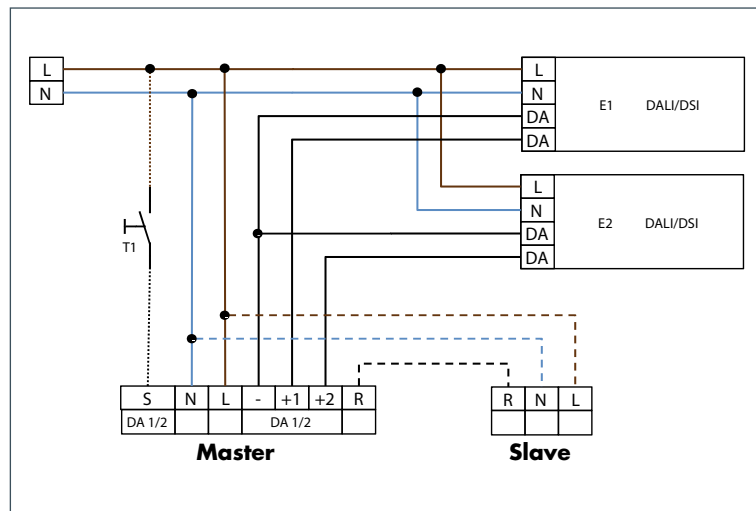 L
N
L
N
DA
DA
E1 DALI/DSI
L
N
DA
DA
E2 DALI/DSI
T1
S N L - +1 +2 R
DA 1/2 DA 1/2
Master
R N L
Slave